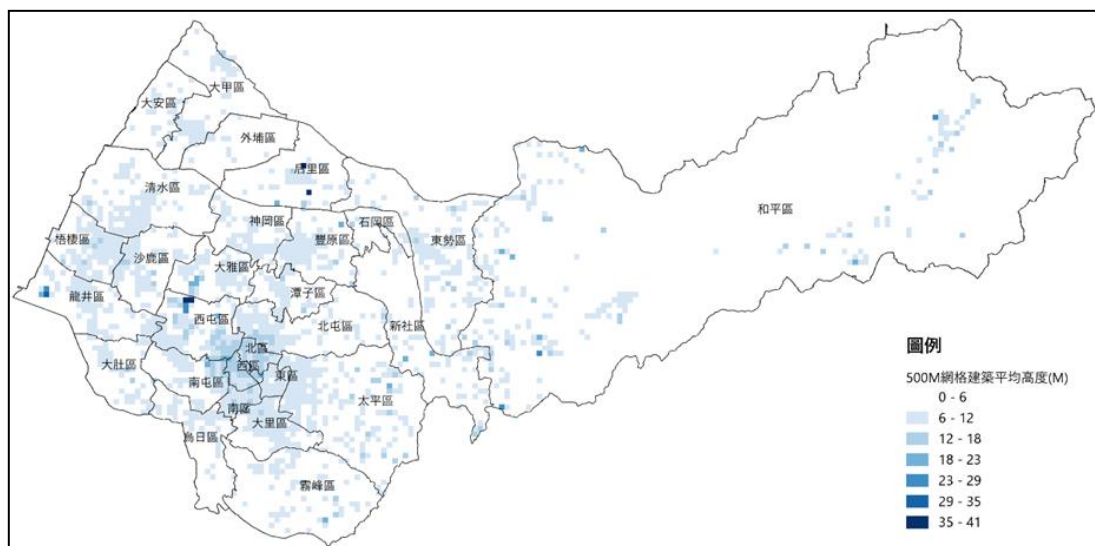 大甲區
大安區
外埔區
后里區
清水區
神岡區
石岡區
和平區
梧棲區
豐原區
東勢區
沙鹿區
大雅區
龍井區
潭子區
西屯區
北屯區
新社區
北區
大肚區
西區
南屯區
東區
太平區
南區
大里區
烏日區
霧峰區
圖例
500M網格建築平均高度(M)
0 - 6
6 - 12
12 - 18
18 - 23
23 - 29
29 - 35
35 - 41